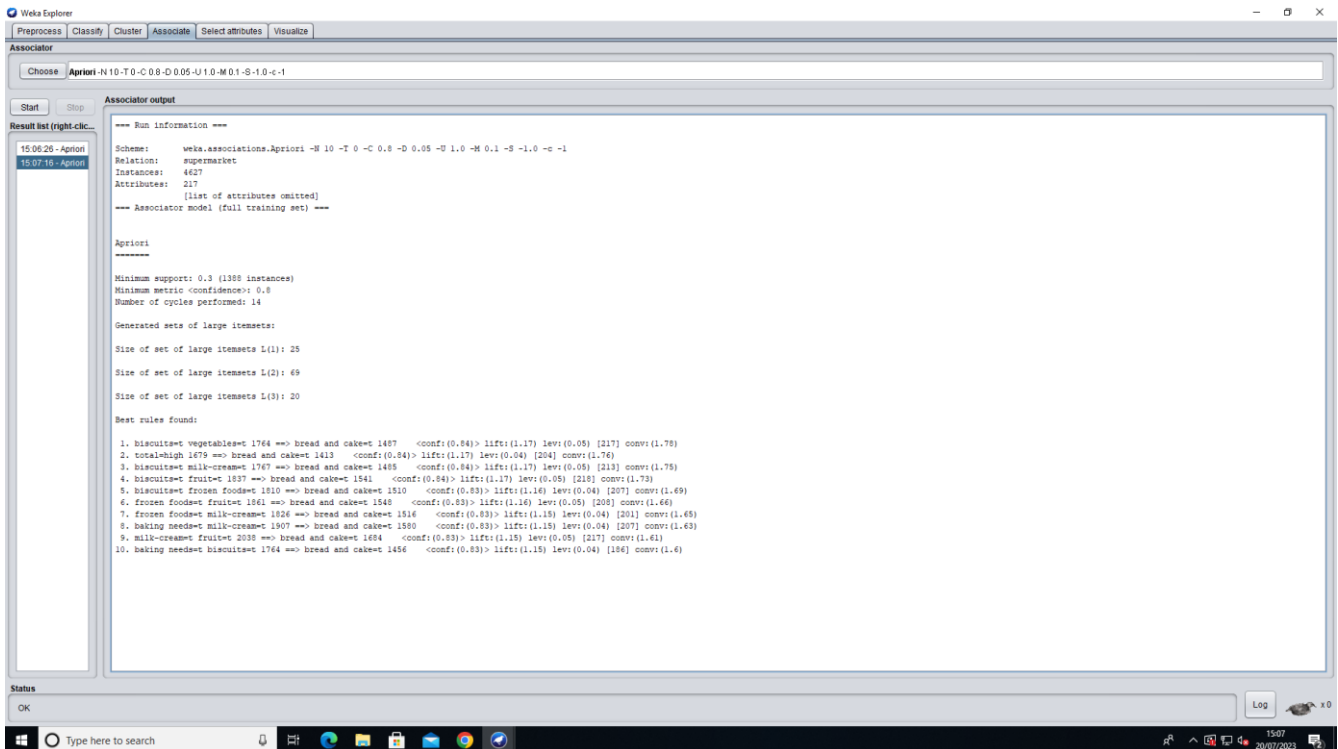 Weka Explorer
Preprocess Classify Cluster Associate Select attributes Visualize
Associator
Choose Apriori -N 10 -T 0 -C 0.8 -D 0.05 -U 1.0 -M 0.1 -S -1.0 -c -1
Start Stop
Associator output
Result list (right-clic...
15:06:26 - Apriori
15:07:16 - Apriori
=== Run information ===
Scheme: weka.associations.Apriori -N 10 -T 0 -C 0.8 -D 0.05 -U 1.0 -M 0.1 -S -1.0 -c -1
Relation: supermarket
Instances: 4627
Attributes: 217
[list of attributes omitted]
=== Associator model (full training set) ===
Apriori
=======
Minimum support: 0.3 (1388 instances)
Minimum metric <confidence>: 0.8
Number of cycles performed: 14
Generated sets of large itemsets:
Size of set of large itemsets L(1): 25
Size of set of large itemsets L(2): 69
Size of set of large itemsets L(3): 20
Best rules found:
1. biscuits=t vegetables=t 1764 ==> bread and cake=t 1487 <conf:(0.84)> lift:(1.17) lev:(0.05) [217] conv:(1.78)
2. total=high 1679 ==> bread and cake=t 1413 <conf:(0.84)> lift:(1.17) lev:(0.04) [204] conv:(1.76)
3. biscuits=t milk-cream=t 1767 ==> bread and cake=t 1485 <conf:(0.84)> lift:(1.17) lev:(0.05) [213] conv:(1.75)
4. biscuits=t fruit=t 1837 ==> bread and cake=t 1541 <conf:(0.84)> lift:(1.17) lev:(0.05) [218] conv:(1.73)
5. biscuits=t frozen foods=t 1810 ==> bread and cake=t 1510 <conf:(0.83)> lift:(1.16) lev:(0.04) [207] conv:(1.69)
6. frozen foods=t fruit=t 1861 ==> bread and cake=t 1548 <conf:(0.83)> lift:(1.16) lev:(0.05) [208] conv:(1.66)
7. frozen foods=t milk-cream=t 1826 ==> bread and cake=t 1516 <conf:(0.83)> lift:(1.15) lev:(0.04) [201] conv:(1.65)
8. baking needs=t milk-cream=t 1907 ==> bread and cake=t 1580 <conf:(0.83)> lift:(1.15) lev:(0.04) [207] conv:(1.63)
9. milk-cream=t fruit=t 2038 ==> bread and cake=t 1684 <conf:(0.83)> lift:(1.15) lev:(0.05) [217] conv:(1.61)
10. baking needs=t biscuits=t 1764 ==> bread and cake=t 1456 <conf:(0.83)> lift:(1.15) lev:(0.04) [186] conv:(1.6)
Status
OK
Log
x 0
Type here to search
15:07
20/07/2023